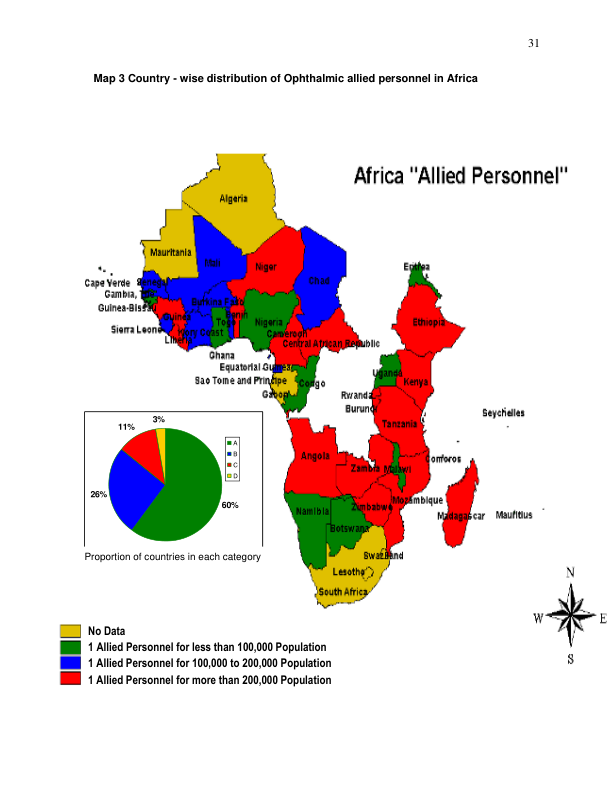 31
Map 3 Country - wise distribution of Ophthalmic allied personnel in Africa
Africa "Allied Personnel"
Algeria
Mauritania
Mali
Niger
Chad
Eritrea
Cape Verde
Senegal
Gambia, The
Guinea-Bissau
Burkina Faso
Guinea
Benin
Togo
Nigeria
Ethiopia
Sierra Leone
Ivory Coast
Liberia
Cameroon
Central African Republic
Ghana
Equatorial Guinea
Sao Tome and Principe
Gabon
Congo
Uganda
Kenya
Rwanda
Burundi
Tanzania
Seychelles
Angola
Zambia
Malawi
Comoros
Namibia
Zimbabwe
Mozambique
Madagascar
Mauritius
Botswana
Swaziland
Lesotho
South Africa
3%
11%
26%
60%
A
B
C
D
Proportion of countries in each category
N
W
E
S
No Data
1 Allied Personnel for less than 100,000 Population
1 Allied Personnel for 100,000 to 200,000 Population
1 Allied Personnel for more than 200,000 Population